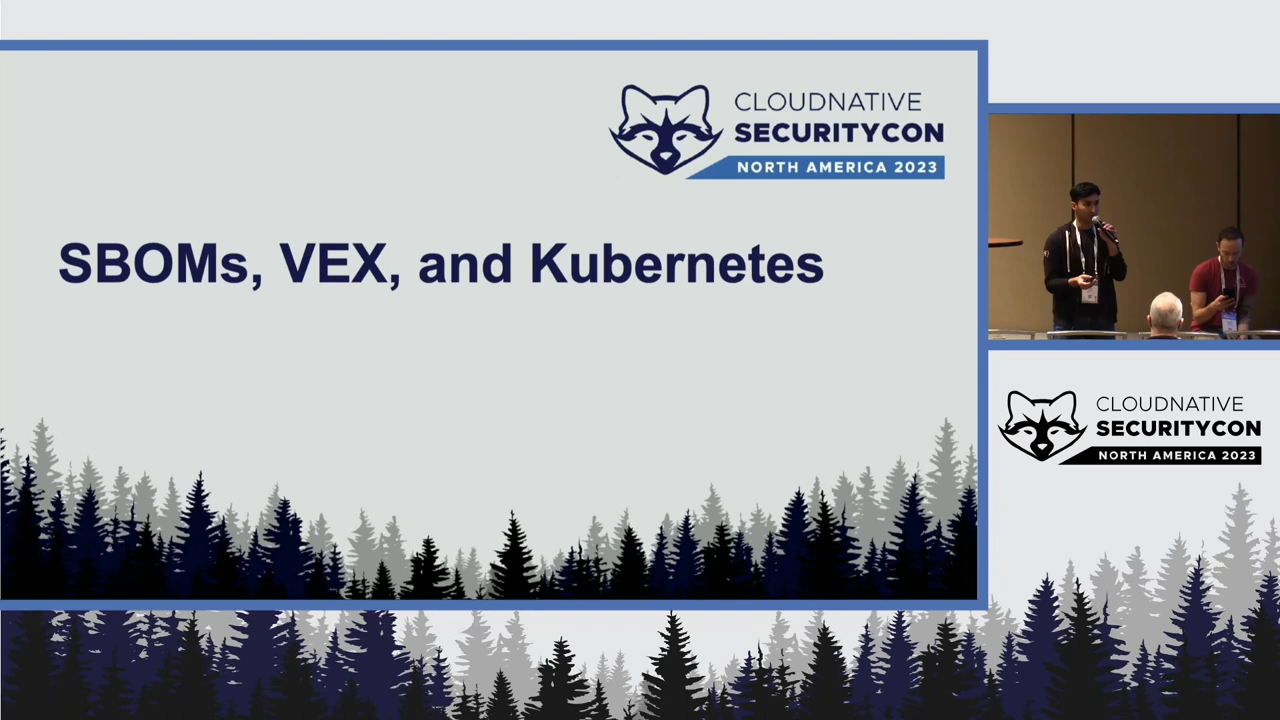 CLOUDNATIVE
SECURITYCON
NORTH AMERICA 2023
SBOMs, VEX, and Kubernetes
CLOUDNATIVE
SECURITYCON
NORTH AMERICA 2023